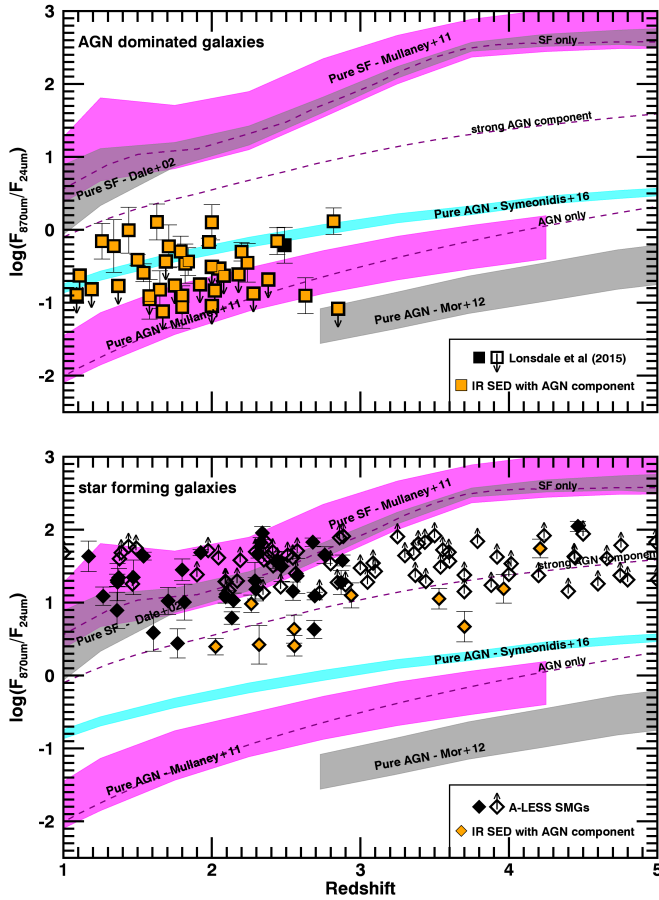 3
AGN dominated galaxies
Pure SF - Mullaney+11
SF only
2
strong AGN component
1
Pure SF - Dale+02
log(F870um/F24um)
Pure AGN - Symeonidis+16
0
AGN only
-1
Pure AGN - Mullaney+11
Pure AGN - Mor+12
Lonsdale et al (2015)
-2
IR SED with AGN component
3
star forming galaxies
Pure SF - Mullaney+11
SF only
2
strong AGN component
1
Pure SF - Dale+02
log(F870um/F24um)
Pure AGN - Symeonidis+16
0
AGN only
-1
Pure AGN - Mullaney+11
Pure AGN - Mor+12
A-LESS SMGs
-2
IR SED with AGN component
1 2 3 4 5
Redshift